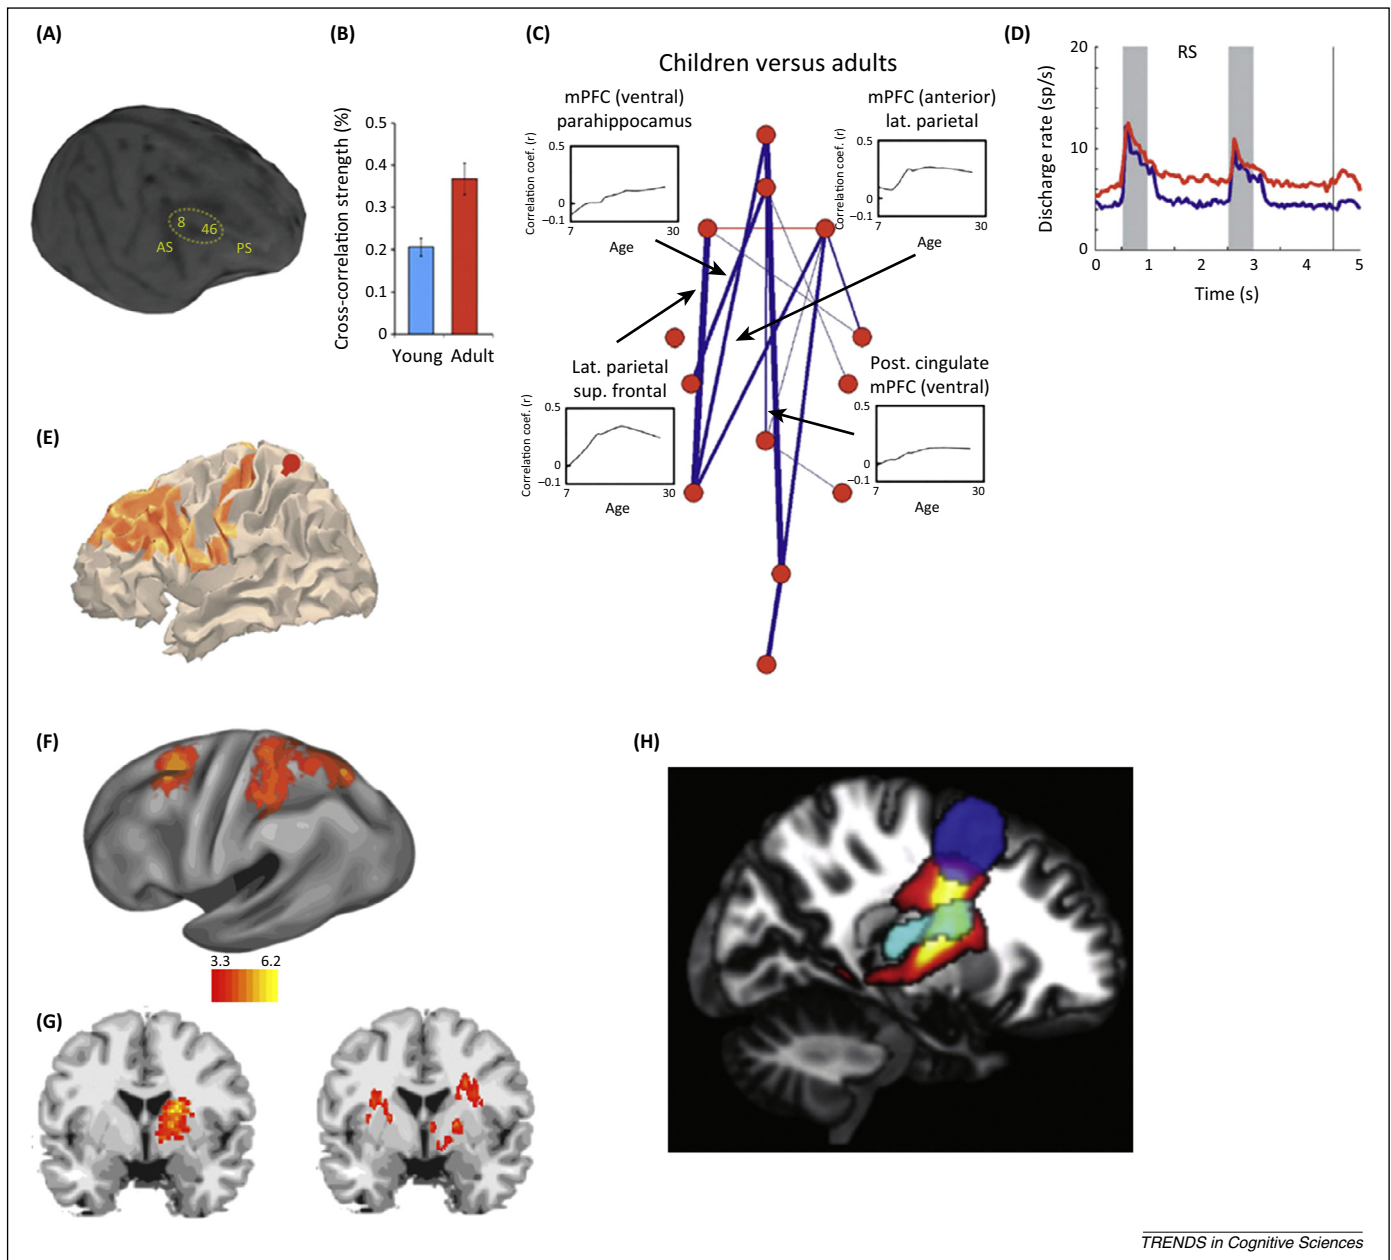 (A)
8
46
AS
PS
(B)
Cross-correlation strength (%)
0.5
0.4
0.3
0.2
0.1
0
Young Adult
(C)
Children versus adults
mPFC (ventral)
parahippocamus
Correlation coef. (r)
0.5
0
–0.1
7
30
Age
mPFC (anterior)
lat. parietal
Correlation coef. (r)
0.5
0
–0.1
7
30
Age
Lat. parietal
sup. frontal
Correlation coef. (r)
0.5
0
–0.1
7
30
Age
Post. cingulate
mPFC (ventral)
Correlation coef. (r)
0.5
0
–0.1
7
30
Age
(D)
RS
Discharge rate (sp/s)
20
10
0
0 1 2 3 4 5
Time (s)
(E)
(F)
3.3 6.2
(G)
(H)
TRENDS in Cognitive Sciences